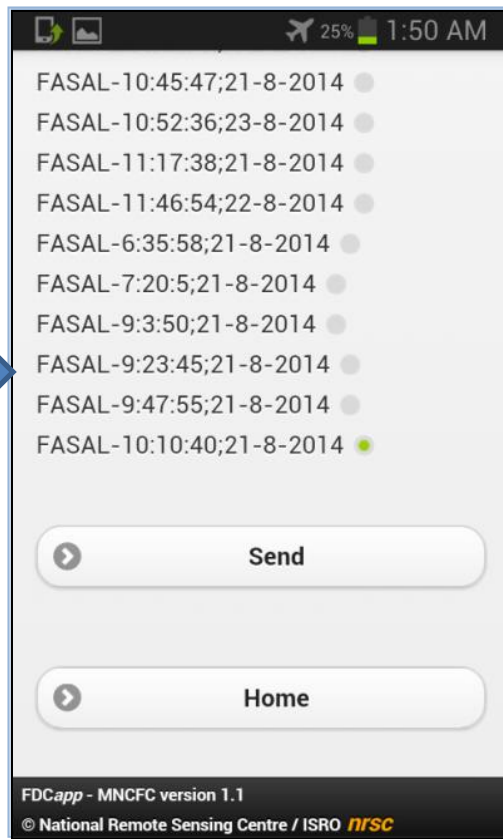 25% 1:50 AM
FASAL-10:45:47;21-8-2014
FASAL-10:52:36;23-8-2014
FASAL-11:17:38;21-8-2014
FASAL-11:46:54;22-8-2014
FASAL-6:35:58;21-8-2014
FASAL-7:20:5;21-8-2014
FASAL-9:3:50;21-8-2014
FASAL-9:23:45;21-8-2014
FASAL-9:47:55;21-8-2014
FASAL-10:10:40;21-8-2014
Send
Home
FDCapp - MNCFC version 1.1
© National Remote Sensing Centre / ISRO nrsc